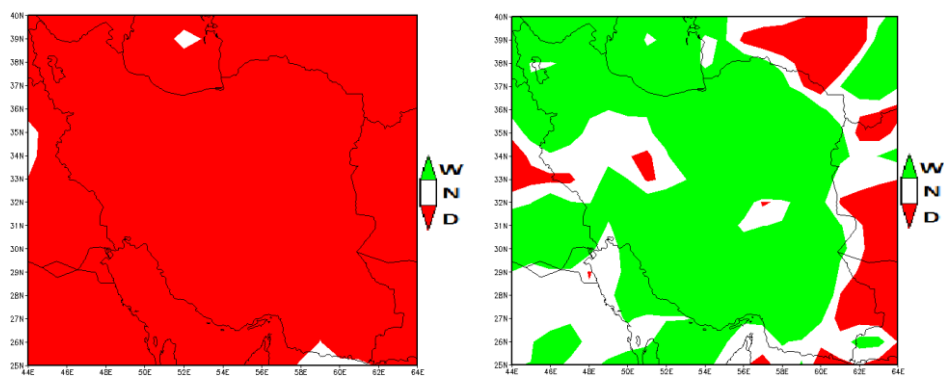 40N
39N
38N
37N
36N
35N
34N
33N
32N
31N
30N
29N
28N
27N
26N
25N
44E 46E 48E 50E 52E 54E 56E 58E 60E 62E 64E
W
N
D
40N
39N
38N
37N
36N
35N
34N
33N
32N
31N
30N
29N
28N
27N
26N
25N
44E 46E 48E 50E 52E 54E 56E 58E 60E 62E 64E
W
N
D